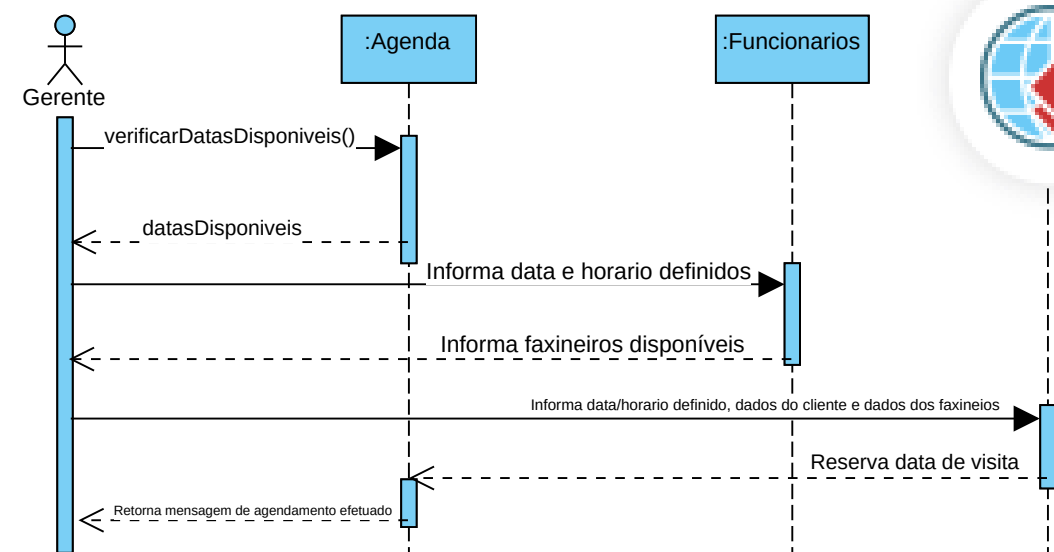 :Agenda
:Funcionarios
Gerente
verificarDatasDisponiveis()
datasDisponiveis
Informa data e horario definidos
Informa faxineiros disponíveis
Informa data/horario definido, dados do cliente e dados dos faxineios
Reserva data de visita
Retorna mensagem de agendamento efetuado